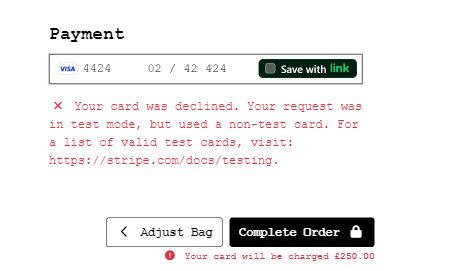 Payment
VISA 4424 02 / 42 424 Save with link
× Your card was declined. Your request was
in test mode, but used a non-test card. For
a list of valid test cards, visit:
https://stripe.com/docs/testing.
Adjust Bag Complete Order
Your card will be charged £250.00